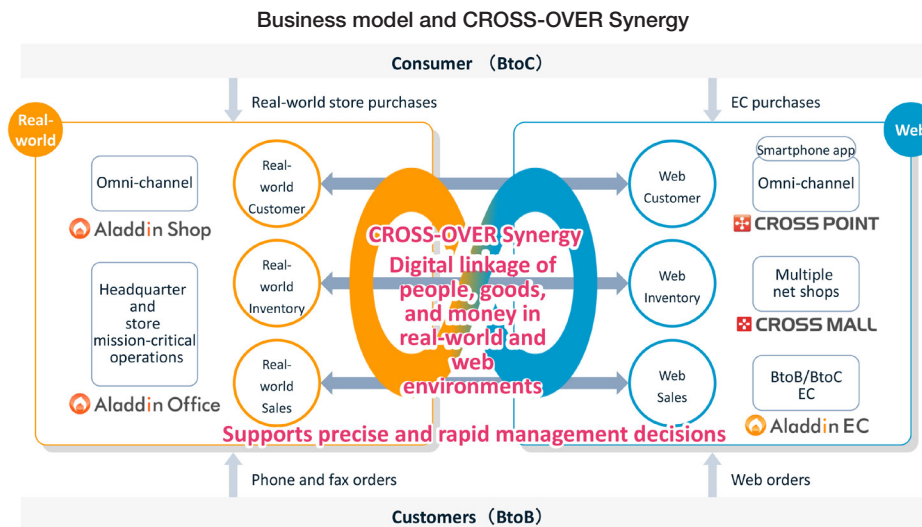 Business model and CROSS-OVER Synergy
Consumer （BtoC）
Real-world store purchases
EC purchases
Real-
world
Web
Omni-channel
Aladdin Shop
Headquarter
and
store
mission-critical
operations
Aladdin Office
Real-
world
Customer
Real-
world
Inventory
Real-
world
Sales
CROSS-OVER Synergy
Digital linkage of
people, goods,
and money in
real-world and
web
environments
Web
Customer
Web
Inventory
Web
Sales
Smartphone app
Omni-channel
CROSS POINT
Multiple
net shops
CROSS MALL
BtoB/BtoC
EC
Aladdin EC
Supports precise and rapid management decisions
Phone and fax orders
Web orders
Customers （BtoB）